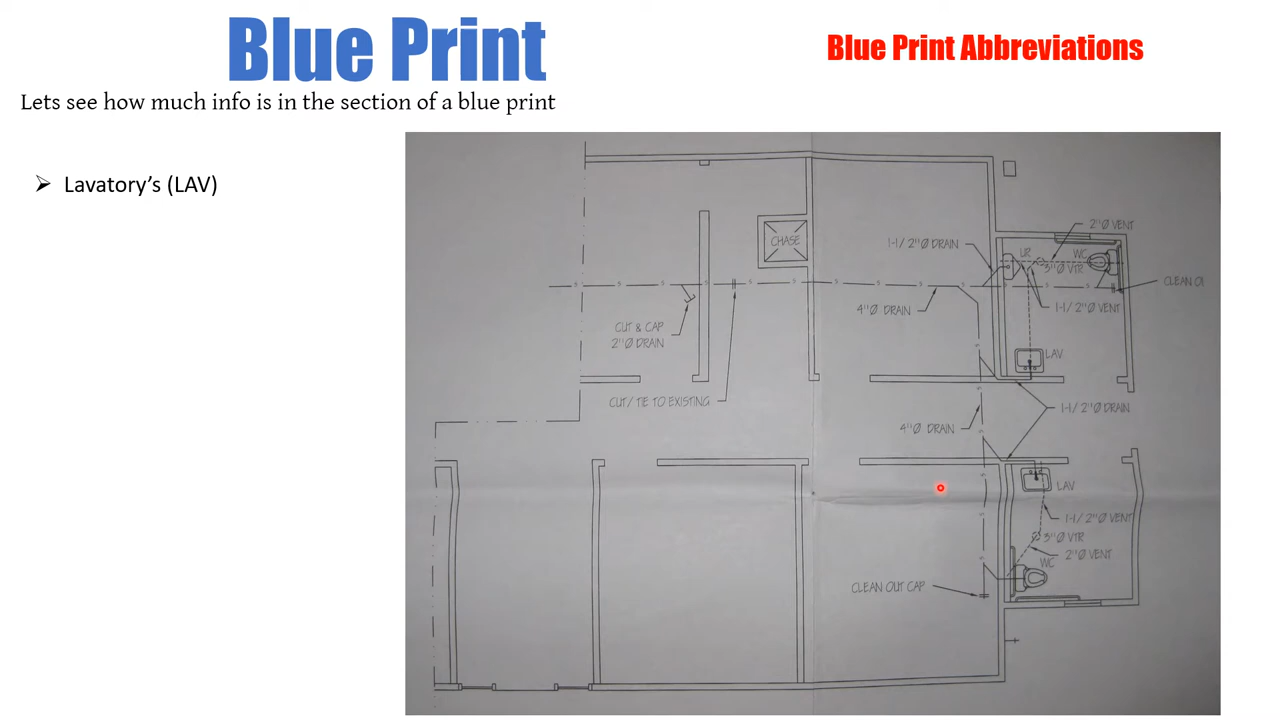 Blue Print
Blue Print Abbreviations
Lets see how much info is in the section of a blue print
Lavatory's (LAV)
CHASE
1-1/2"Ø DRAIN
2"Ø VENT
UR
WC
3"Ø VTR
CLEAN OU
4"Ø DRAIN
1-1/2"Ø VENT
CUT & CAP
2"Ø DRAIN
LAV
CUT/TIE TO EXISTING
1-1/2"Ø DRAIN
4"Ø DRAIN
LAV
1-1/2"Ø VENT
3"Ø VTR
2"Ø VENT
WC
CLEAN OUT CAP